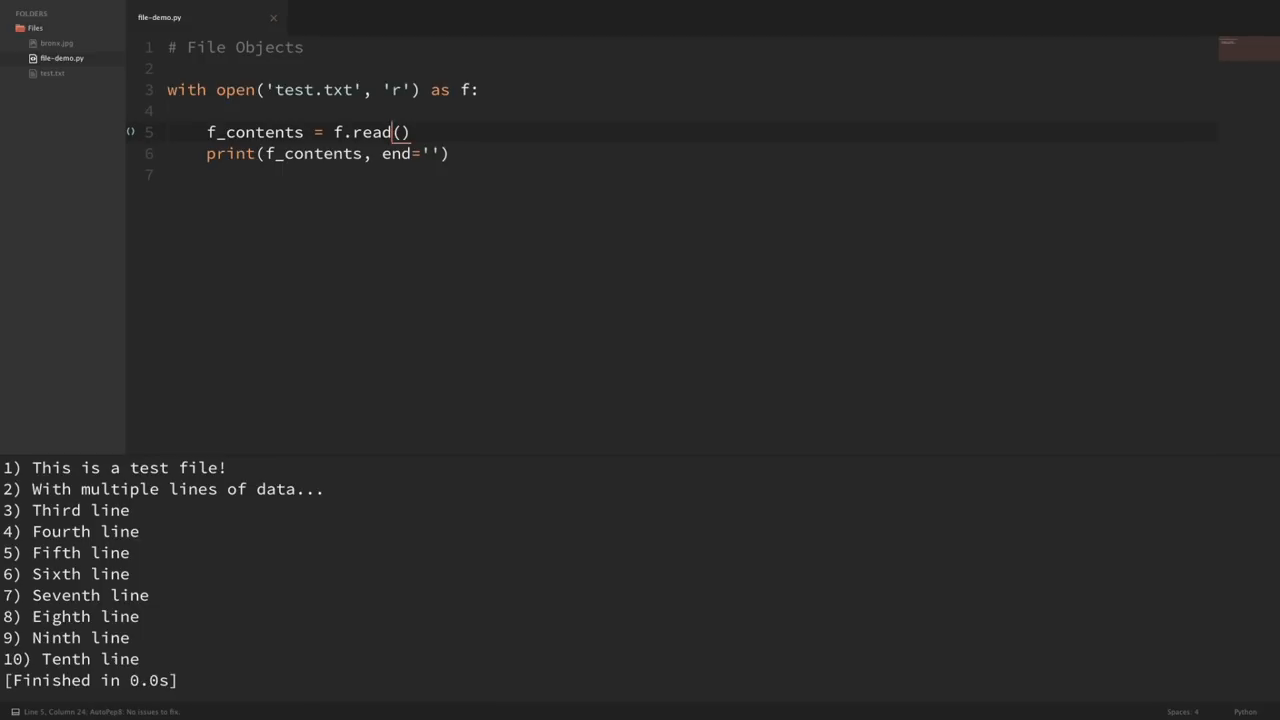 FOLDERS
Files
bronx.jpg
file-demo.py
test.txt
file-demo.py ×
1 # File Objects
2
3 with open('test.txt', 'r') as f:
4
() 5 f_contents = f.read()
6 print(f_contents, end='')
7
1) This is a test file!
2) With multiple lines of data...
3) Third line
4) Fourth line
5) Fifth line
6) Sixth line
7) Seventh line
8) Eighth line
9) Ninth line
10) Tenth line
[Finished in 0.0s]
Line 5, Column 24; AutoPep8: No issues to fix.
Spaces: 4
Python